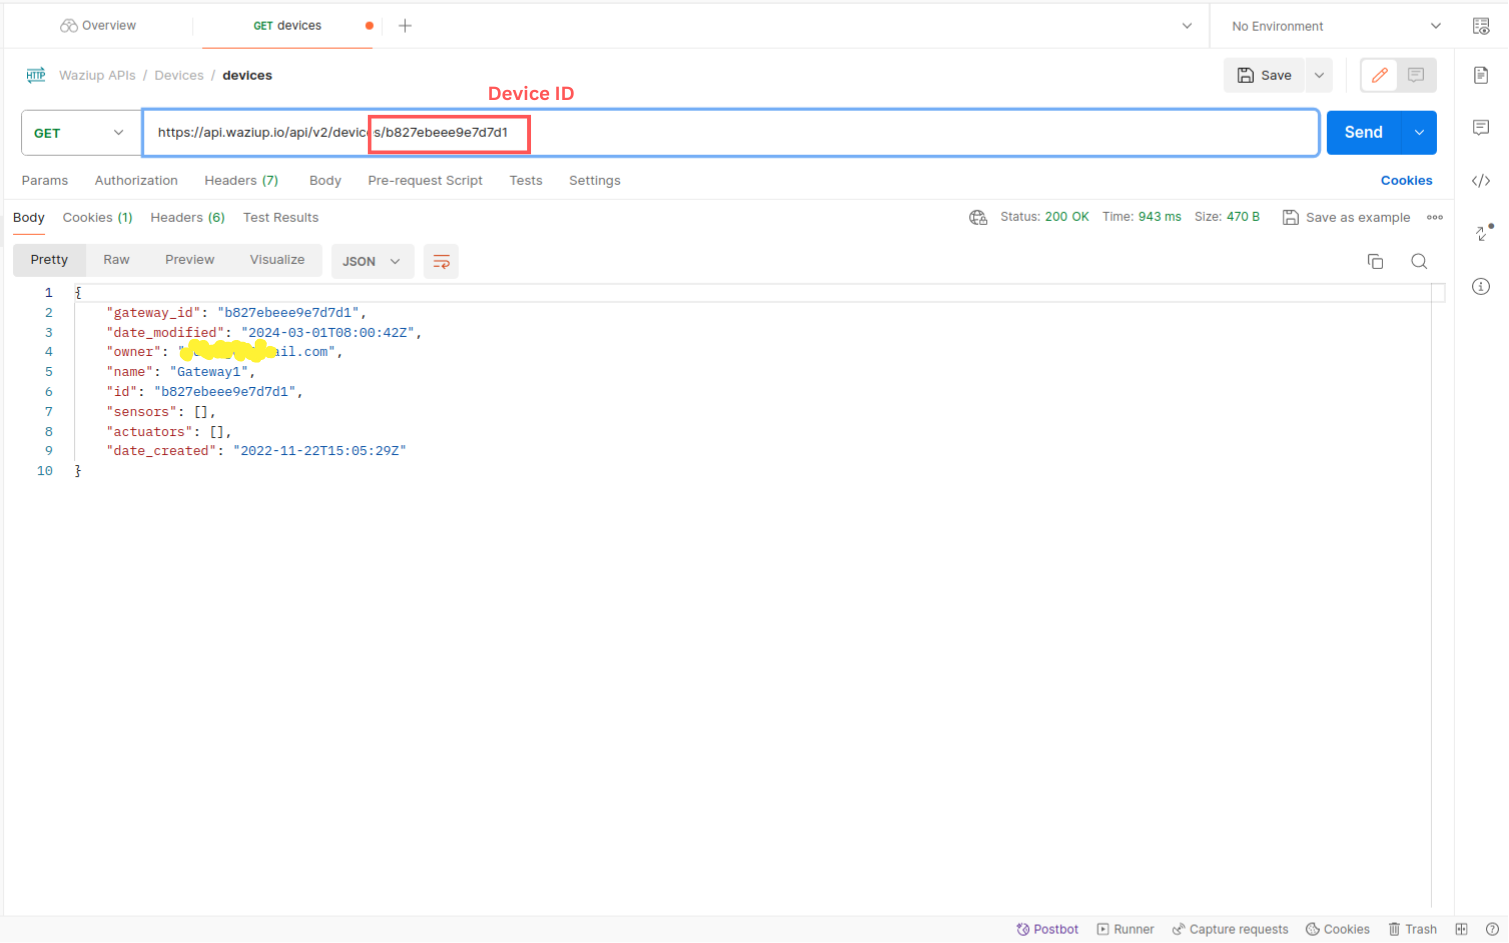 Overview GET devices No Environment
Waziup APIs / Devices / devices Save
Device ID
GET https://api.waziup.io/api/v2/devices/b827ebeee9e7d7d1 Send
Params Authorization Headers (7) Body Pre-request Script Tests Settings Cookies
Body Cookies (1) Headers (6) Test Results Status: 200 OK Time: 943 ms Size: 470 B Save as example
Pretty Raw Preview Visualize JSON
1 {
2 "gateway_id": "b827ebeee9e7d7d1",
3 "date_modified": "2024-03-01T08:00:42Z",
4 "owner": " ail.com",
5 "name": "Gateway1",
6 "id": "b827ebeee9e7d7d1",
7 "sensors": [],
8 "actuators": [],
9 "date_created": "2022-11-22T15:05:29Z"
10 }
Postbot Runner Capture requests Cookies Trash